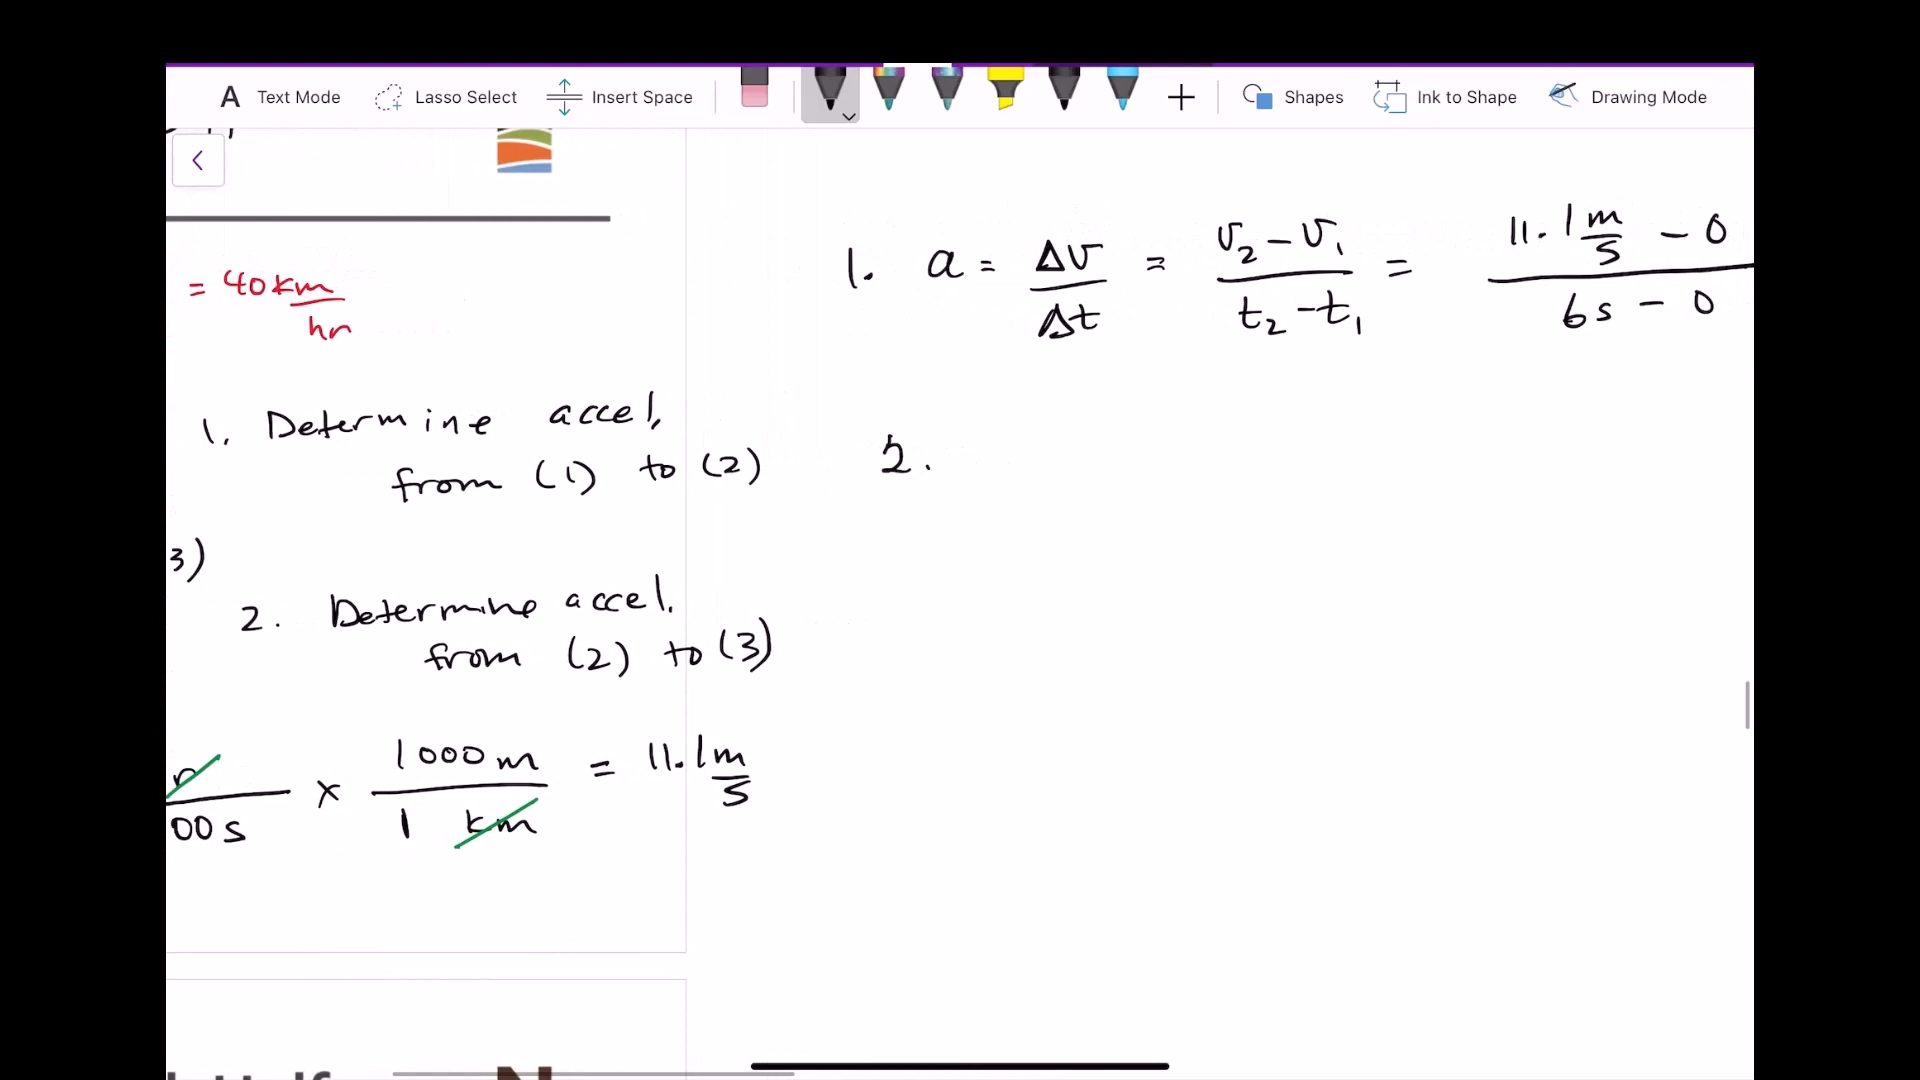 A Text Mode Lasso Select Insert Space Shapes Ink to Shape Drawing Mode
= 40 km/hr
1. Determine accel.
from (1) to (2)
3)
2. Determine accel.
from (2) to (3)
00 s × 1000 m / 1 km = 11.1 m/s
1. a = Δv/Δt = v₂ - v₁ / t₂ - t₁ = 11.1 m/s - 0 / 6s - 0
2.